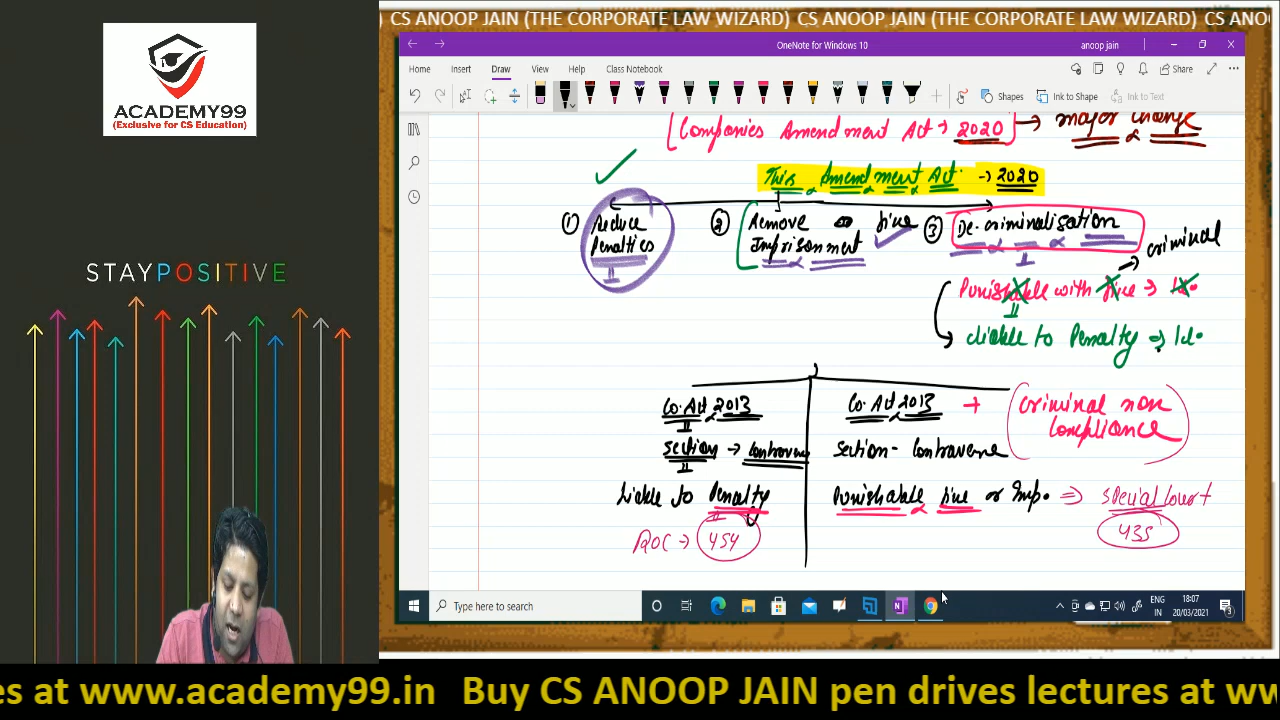 ) CS ANOOP JAIN (THE CORPORATE LAW WIZARD) CS ANOOP JAIN (THE CORPORATE LAW WIZARD) CS ANO
ACADEMY99
(Exclusive for CS Education)
STAYPOSITIVE
OneNote for Windows 10
anoop jain
Home Insert Draw View Help Class Notebook
Share
Shapes Ink to Shape Ink to Text
Companies Amendment Act → 2020 → major change
This Amendment Act → 2020
① Reduce Penalties
② Remove or fine Imprisonment
③ De-criminalisation
→ criminal
Punishable with fine ⇒ 1d.
Liable to Penalty ⇒ 1d.
Co. Act 2013
Section → Contravene
Liable to Penalty
ROC → 454
Co. Act 2013 + Criminal non Compliance
Section - Contravene
Punishable fine or Imp. ⇒ Special Court
435
Type here to search
ENG
IN
18:07
20/03/2021
3
es at www.academy99.in Buy CS ANOOP JAIN pen drives lectures at ww